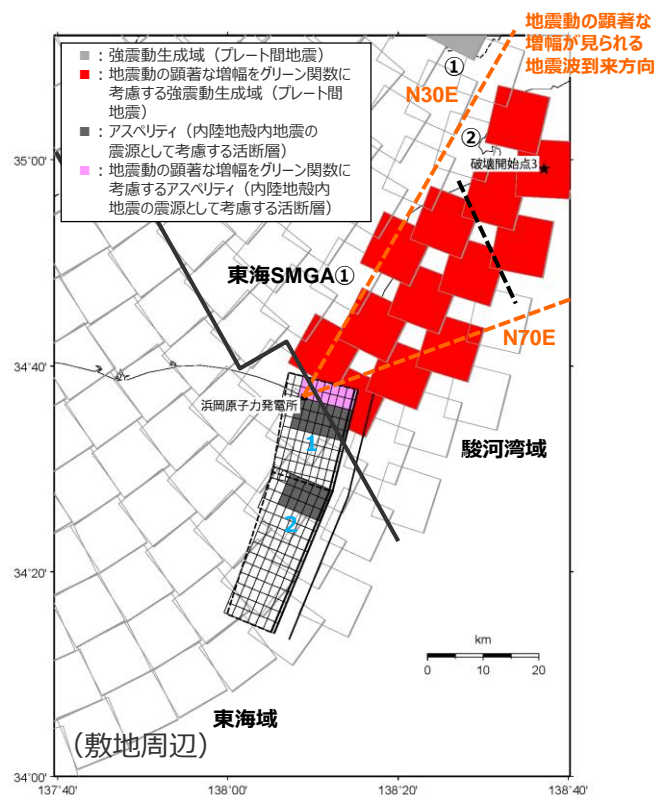 地震動の顕著な
増幅が見られる
地震波到来方向
■：強震動生成域（プレート間地震）
■：地震動の顕著な増幅をグリーン関数に
考慮する強震動生成域（プレート間
地震）
■：アスペリティ（内陸地殻内地震の
震源として考慮する活断層）
■：地震動の顕著な増幅をグリーン関数に
考慮するアスペリティ（内陸地殻内
地震の震源として考慮する活断層）
①
N30E
②
破壊開始点3
35°00'
東海SMGA①
N70E
34°40'
浜岡原子力発電所
1
駿河湾域
2
34°20'
km
0 10 20
東海域
（敷地周辺）
34°00'
137°40' 138°00' 138°20' 138°40'